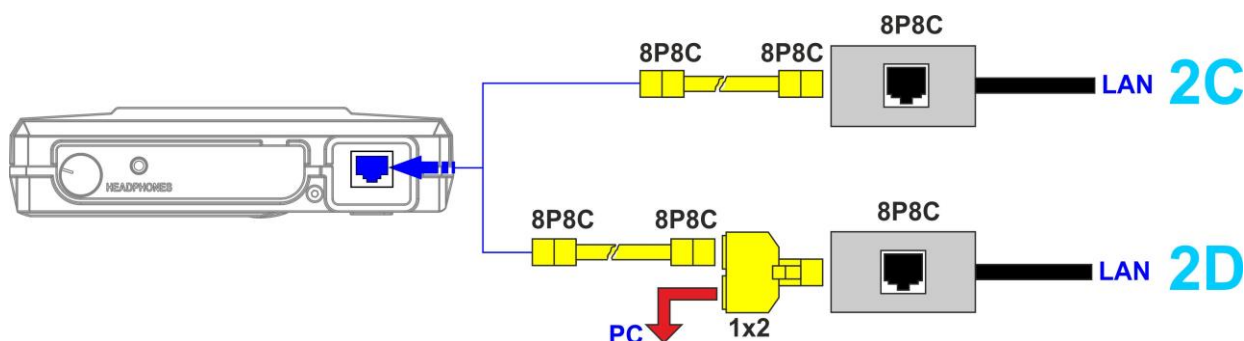 8P8C
8P8C 8P8C
LAN 2C
HEADPHONES
8P8C 8P8C 8P8C
LAN 2D
1x2
PC